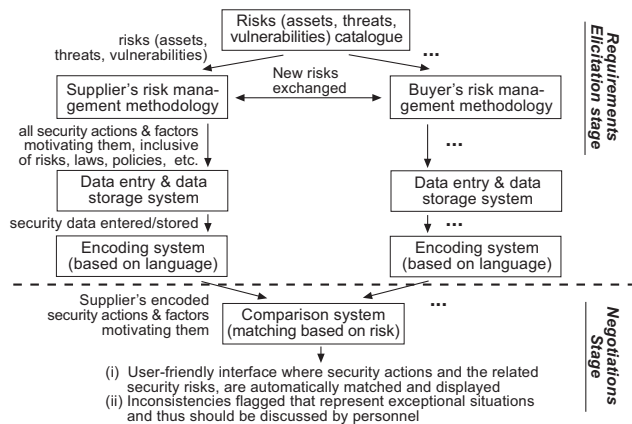 Risks (assets, threats,
vulnerabilities) catalogue
risks (assets,
threats, vulnerabilities)
...
Supplier's risk man-
agement methodology
New risks
exchanged
Buyer's risk man-
agement methodology
all security actions & factors
motivating them, inclusive
of risks, laws, policies, etc.
...
Data entry & data
storage system
Data entry & data
storage system
security data entered/stored
...
Encoding system
(based on language)
Encoding system
(based on language)
Requirements
Elicitation stage
Supplier's encoded
security actions & factors
motivating them
Comparison system
(matching based on risk)
...
(i) User-friendly interface where security actions and the related
security risks, are automatically matched and displayed
(ii) Inconsistencies flagged that represent exceptional situations
and thus should be discussed by personnel
Negotiations
Stage